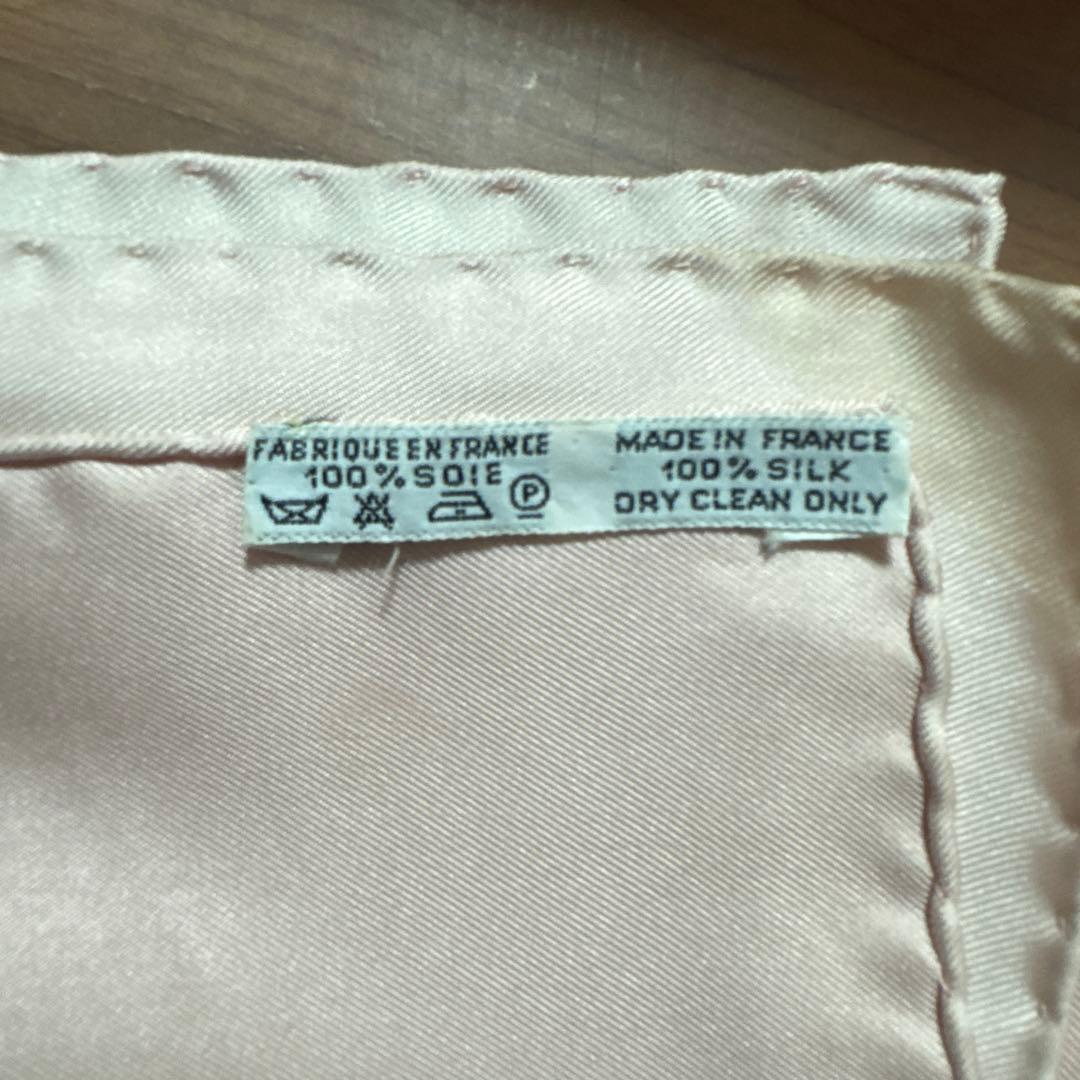 FABRIQUE EN FRANCE
100% SOIE
P
MADE IN FRANCE
100% SILK
DRY CLEAN ONLY